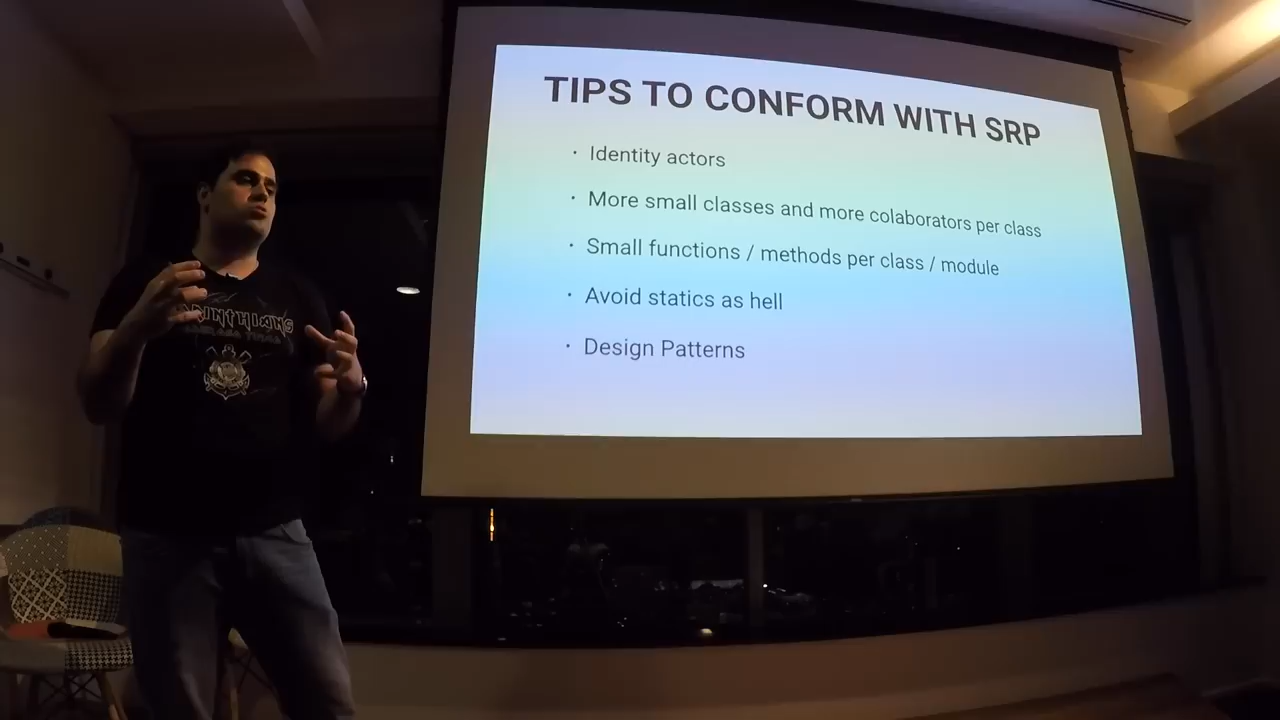 TIPS TO CONFORM WITH SRP
· Identity actors
· More small classes and more colaborators per class
· Small functions / methods per class / module
· Avoid statics as hell
· Design Patterns
CORINTHIANS